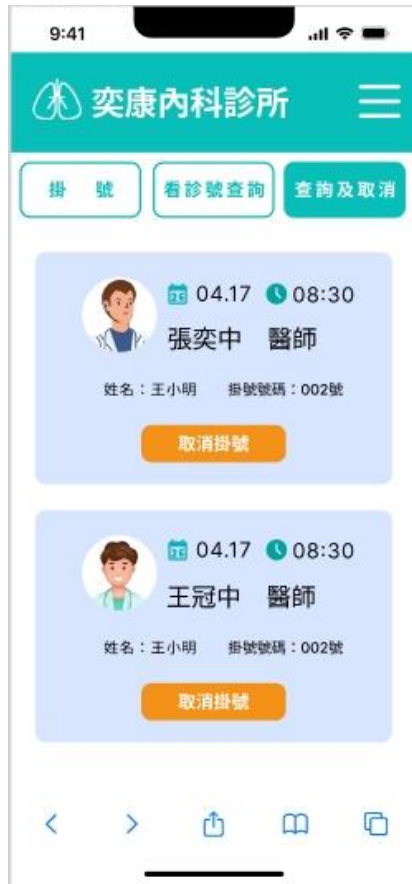 9:41
奕康內科診所
掛 號
看診號查詢
查詢及取消
04.17 08:30
張奕中 醫師
姓名：王小明 掛號號碼：002號
取消掛號
04.17 08:30
王冠中 醫師
姓名：王小明 掛號號碼：002號
取消掛號